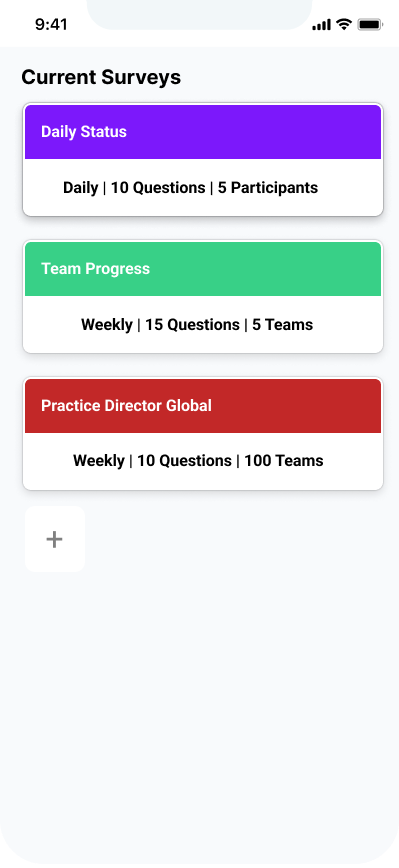 9:41
Current Surveys
Daily Status
Daily | 10 Questions | 5 Participants
Team Progress
Weekly | 15 Questions | 5 Teams
Practice Director Global
Weekly | 10 Questions | 100 Teams
+